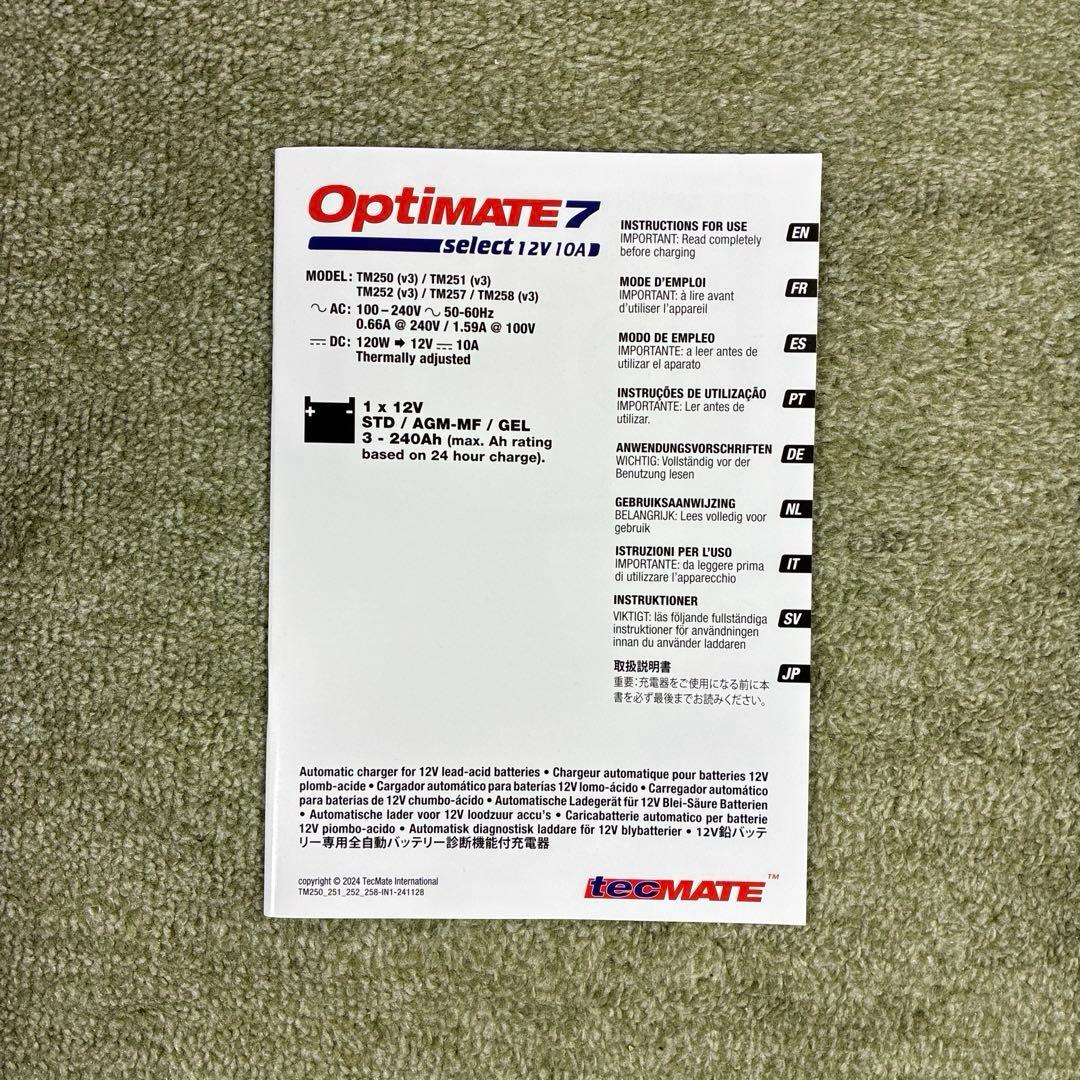 OptiMATE 7
select 12V 10A
MODEL: TM250 (v3) / TM251 (v3)
TM252 (v3) / TM257 / TM258 (v3)
AC: 100 – 240V 50-60Hz
0.66A @ 240V / 1.59A @ 100V
DC: 120W ➡ 12V 10A
Thermally adjusted
+ -
1 x 12V
STD / AGM-MF / GEL
3 - 240Ah (max. Ah rating
based on 24 hour charge).
INSTRUCTIONS FOR USE
IMPORTANT: Read completely
before charging
EN
MODE D'EMPLOI
IMPORTANT: à lire avant
d'utiliser l'appareil
FR
MODO DE EMPLEO
IMPORTANTE: a leer antes de
utilizar el aparato
ES
INSTRUÇÕES DE UTILIZAÇÃO
IMPORTANTE: Ler antes de
utilizar.
PT
ANWENDUNGSVORSCHRIFTEN
WICHTIG: Vollständig vor der
Benutzung lesen
DE
GEBRUIKSAANWIJZING
BELANGRIJK: Lees volledig voor
gebruik
NL
ISTRUZIONI PER L'USO
IMPORTANTE: da leggere prima
di utilizzare l'apparecchio
IT
INSTRUKTIONER
VIKTIGT: läs följande fullständiga
instruktioner för användningen
innan du använder laddaren
SV
取扱説明書
重要:充電器をご使用になる前に本
書を必ず最後までお読みください。
JP
Automatic charger for 12V lead-acid batteries • Chargeur automatique pour batteries 12V
plomb-acide • Cargador automático para baterías 12V lomo-ácido • Carregador automático
para baterias de 12V chumbo-ácido • Automatische Ladegerät für 12V Blei-Säure Batterien
• Automatische lader voor 12V loodzuur accu's • Caricabatterie automatico per batterie
12V piombo-acido • Automatisk diagnostisk laddare för 12V blybatterier • 12V鉛バッテ
リー専用全自動バッテリー診断機能付充電器
copyright © 2024 TecMate International
TM250_251_252_258-IN1-241128
tecMATE™